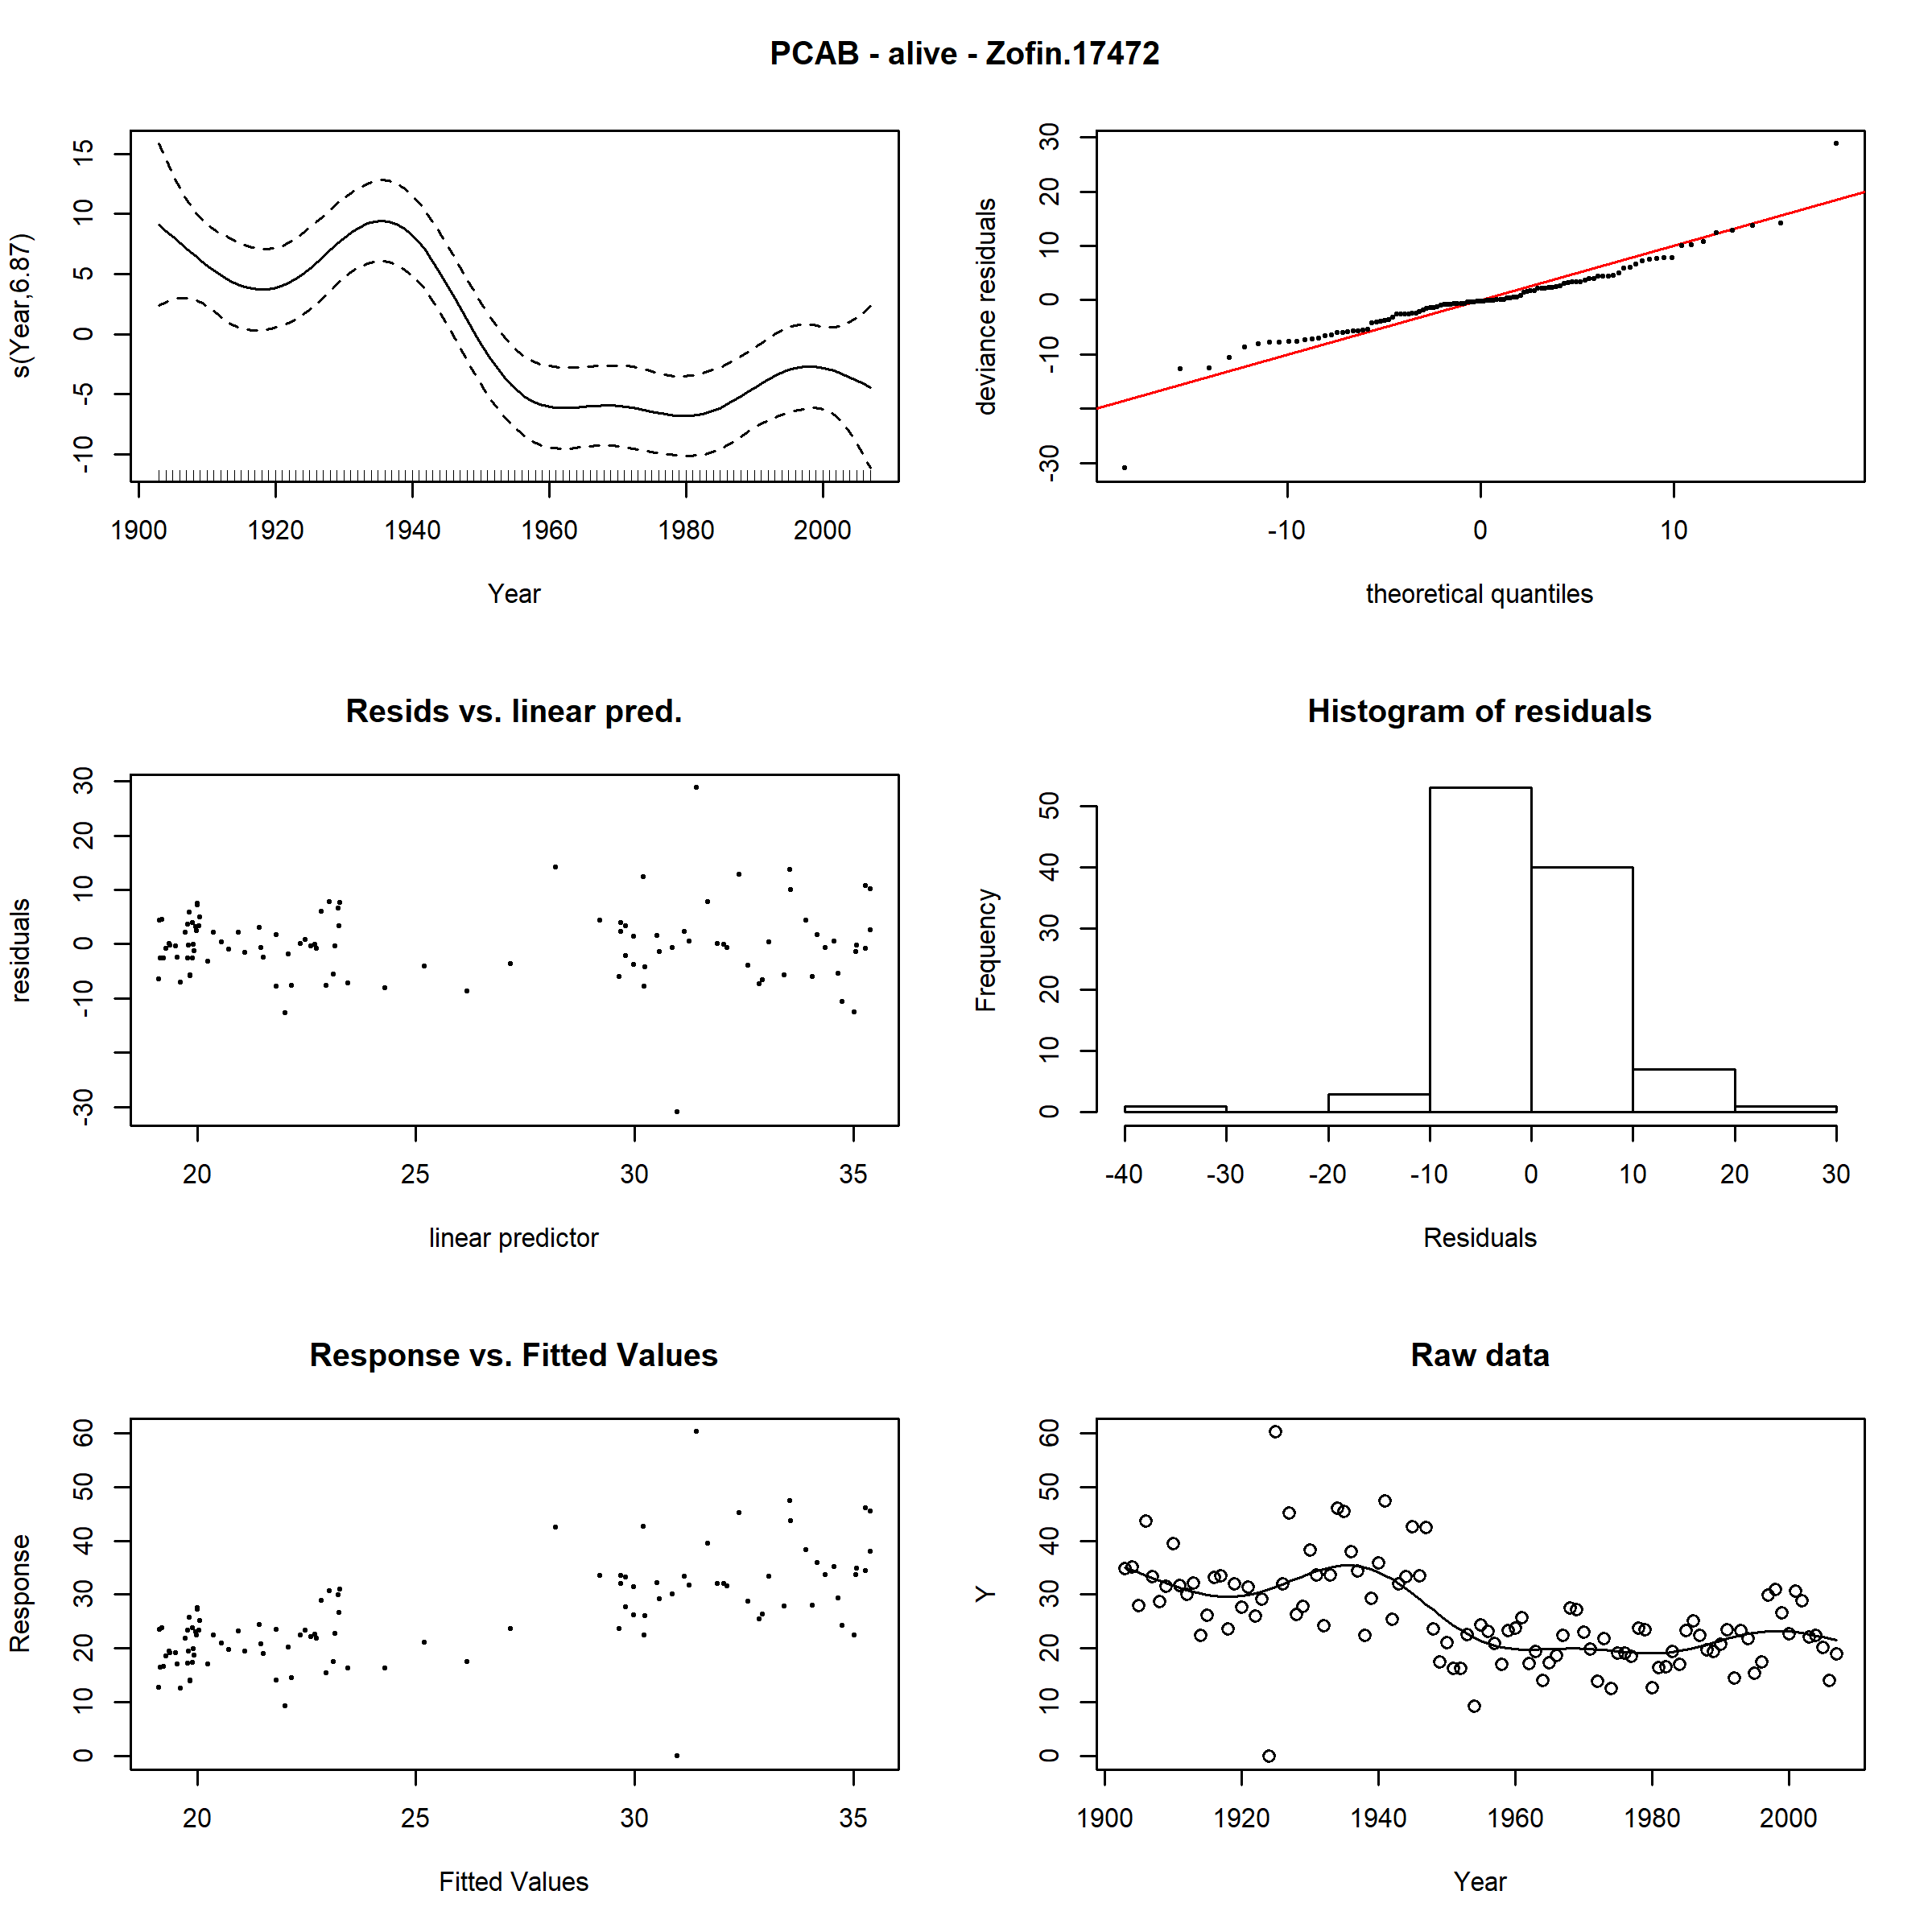 PCAB - alive - Zofin.17472
s(Year,6.87)
15
10
5
0
-5
-10
1900 1920 1940 1960 1980 2000
Year
deviance residuals
30
20
10
0
-10
-30
-10 0 10
theoretical quantiles
Resids vs. linear pred.
residuals
30
20
10
0
-10
-30
20 25 30 35
linear predictor
Histogram of residuals
Frequency
50
40
30
20
10
0
-40 -30 -20 -10 0 10 20 30
Residuals
Response vs. Fitted Values
Response
60
50
40
30
20
10
0
20 25 30 35
Fitted Values
Raw data
Y
60
50
40
30
20
10
0
1900 1920 1940 1960 1980 2000
Year